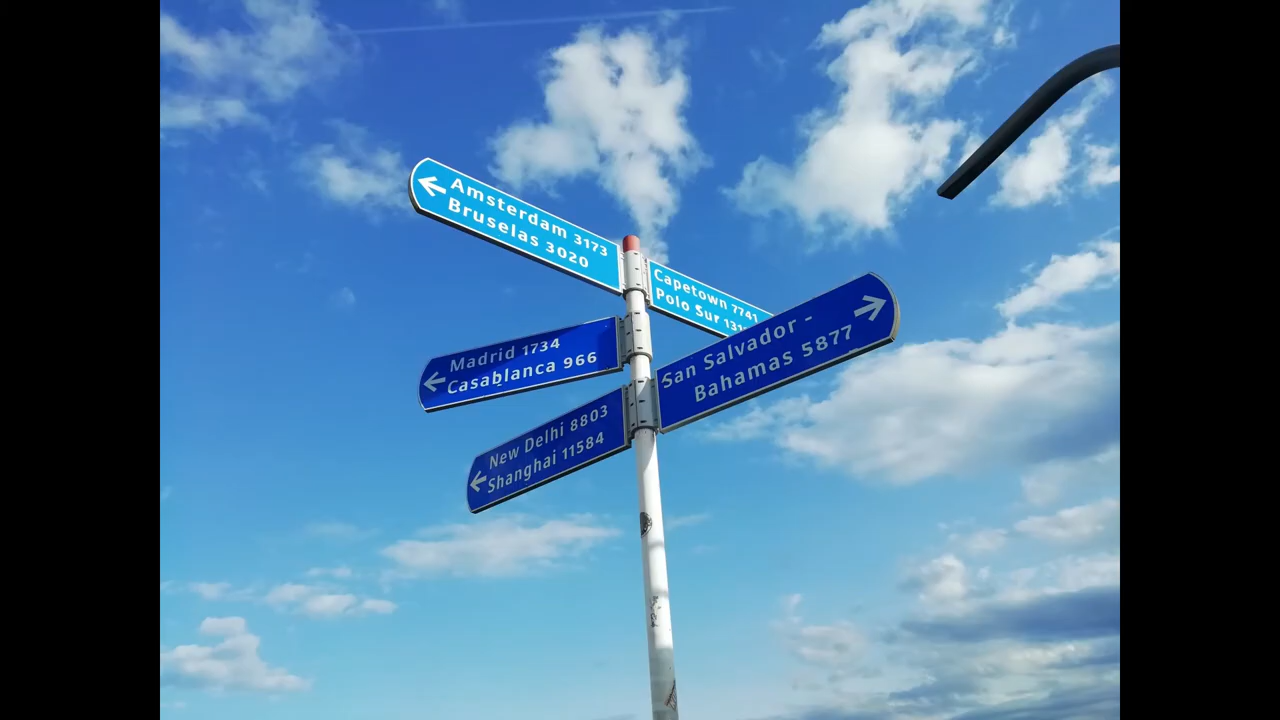 Amsterdam 3173
Bruselas 3020
Capetown 7741
Polo Sur
Madrid 1734
Casablanca 966
San Salvador -
Bahamas 5877
New Delhi 8803
Shanghai 11584